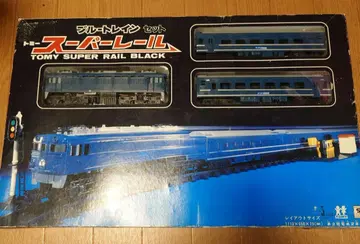 ブルートレイン セット
トミー スーパーレール
TOMY SUPER RAIL BLACK
レイアウトサイズ